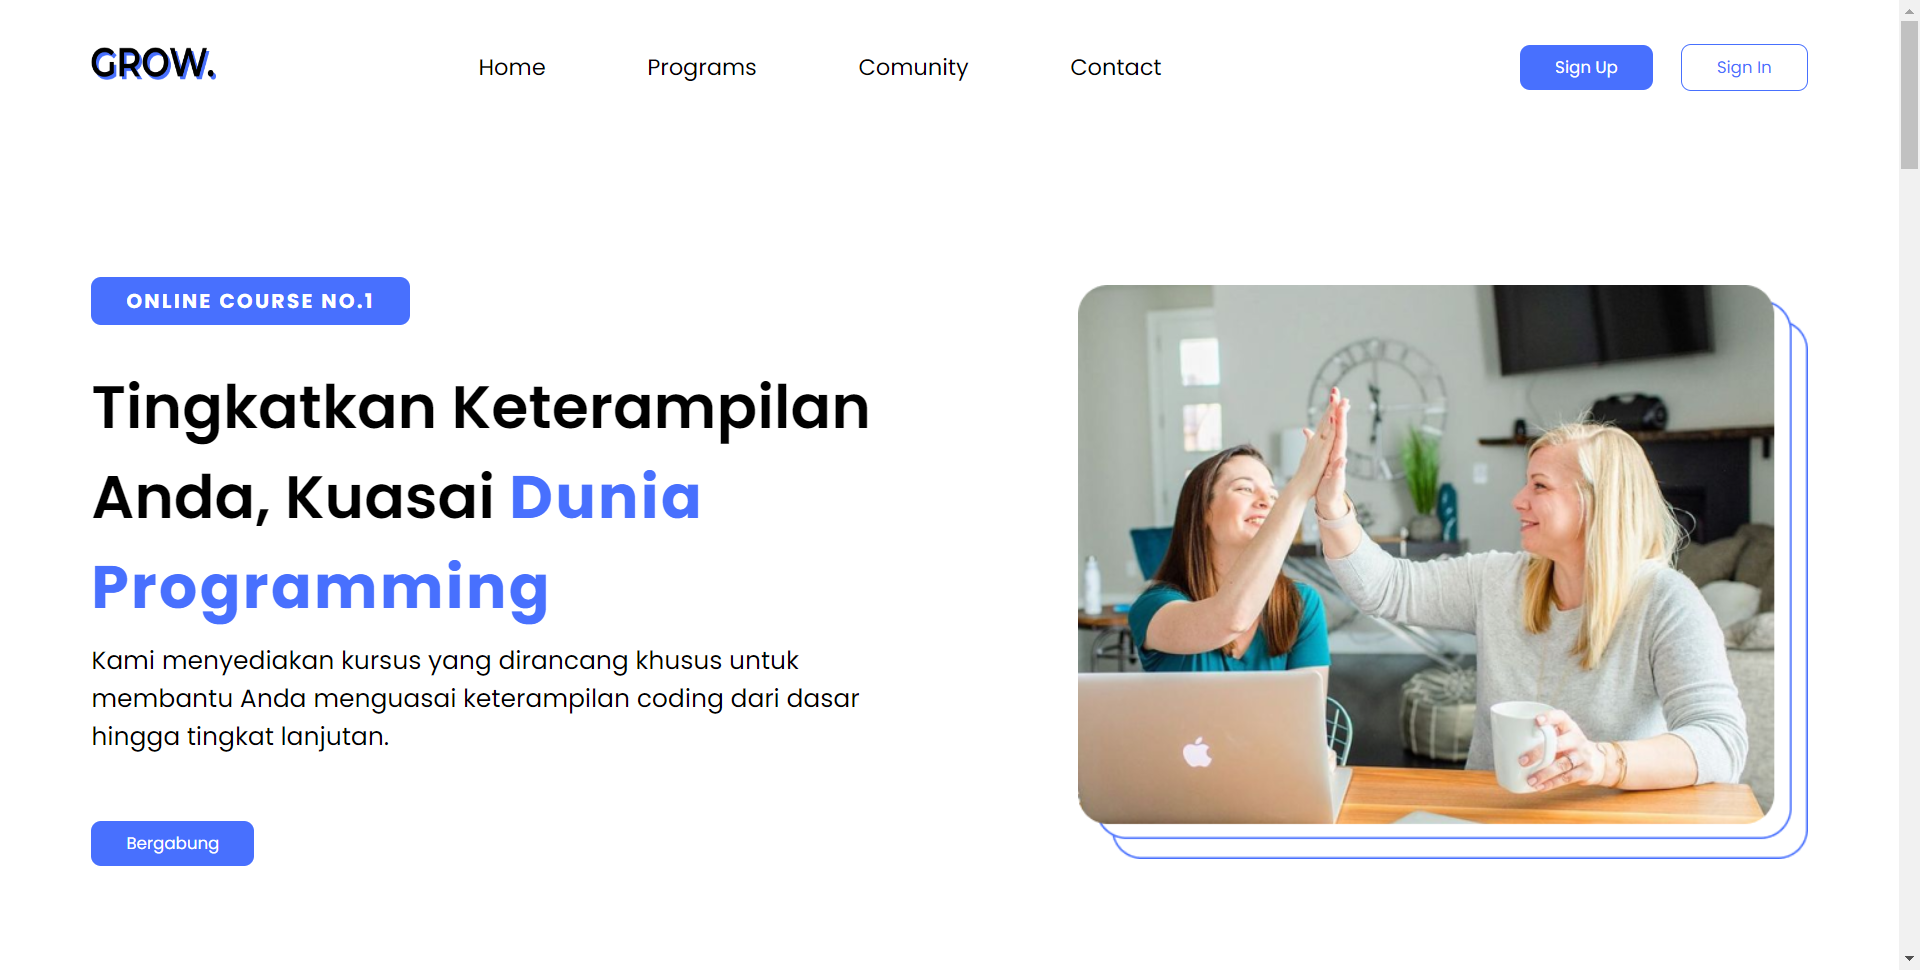 GROW.
Home
Programs
Comunity
Contact
Sign Up
Sign In
ONLINE COURSE NO.1
Tingkatkan Keterampilan
Anda, Kuasai Dunia
Programming
Kami menyediakan kursus yang dirancang khusus untuk
membantu Anda menguasai keterampilan coding dari dasar
hingga tingkat lanjutan.
Bergabung